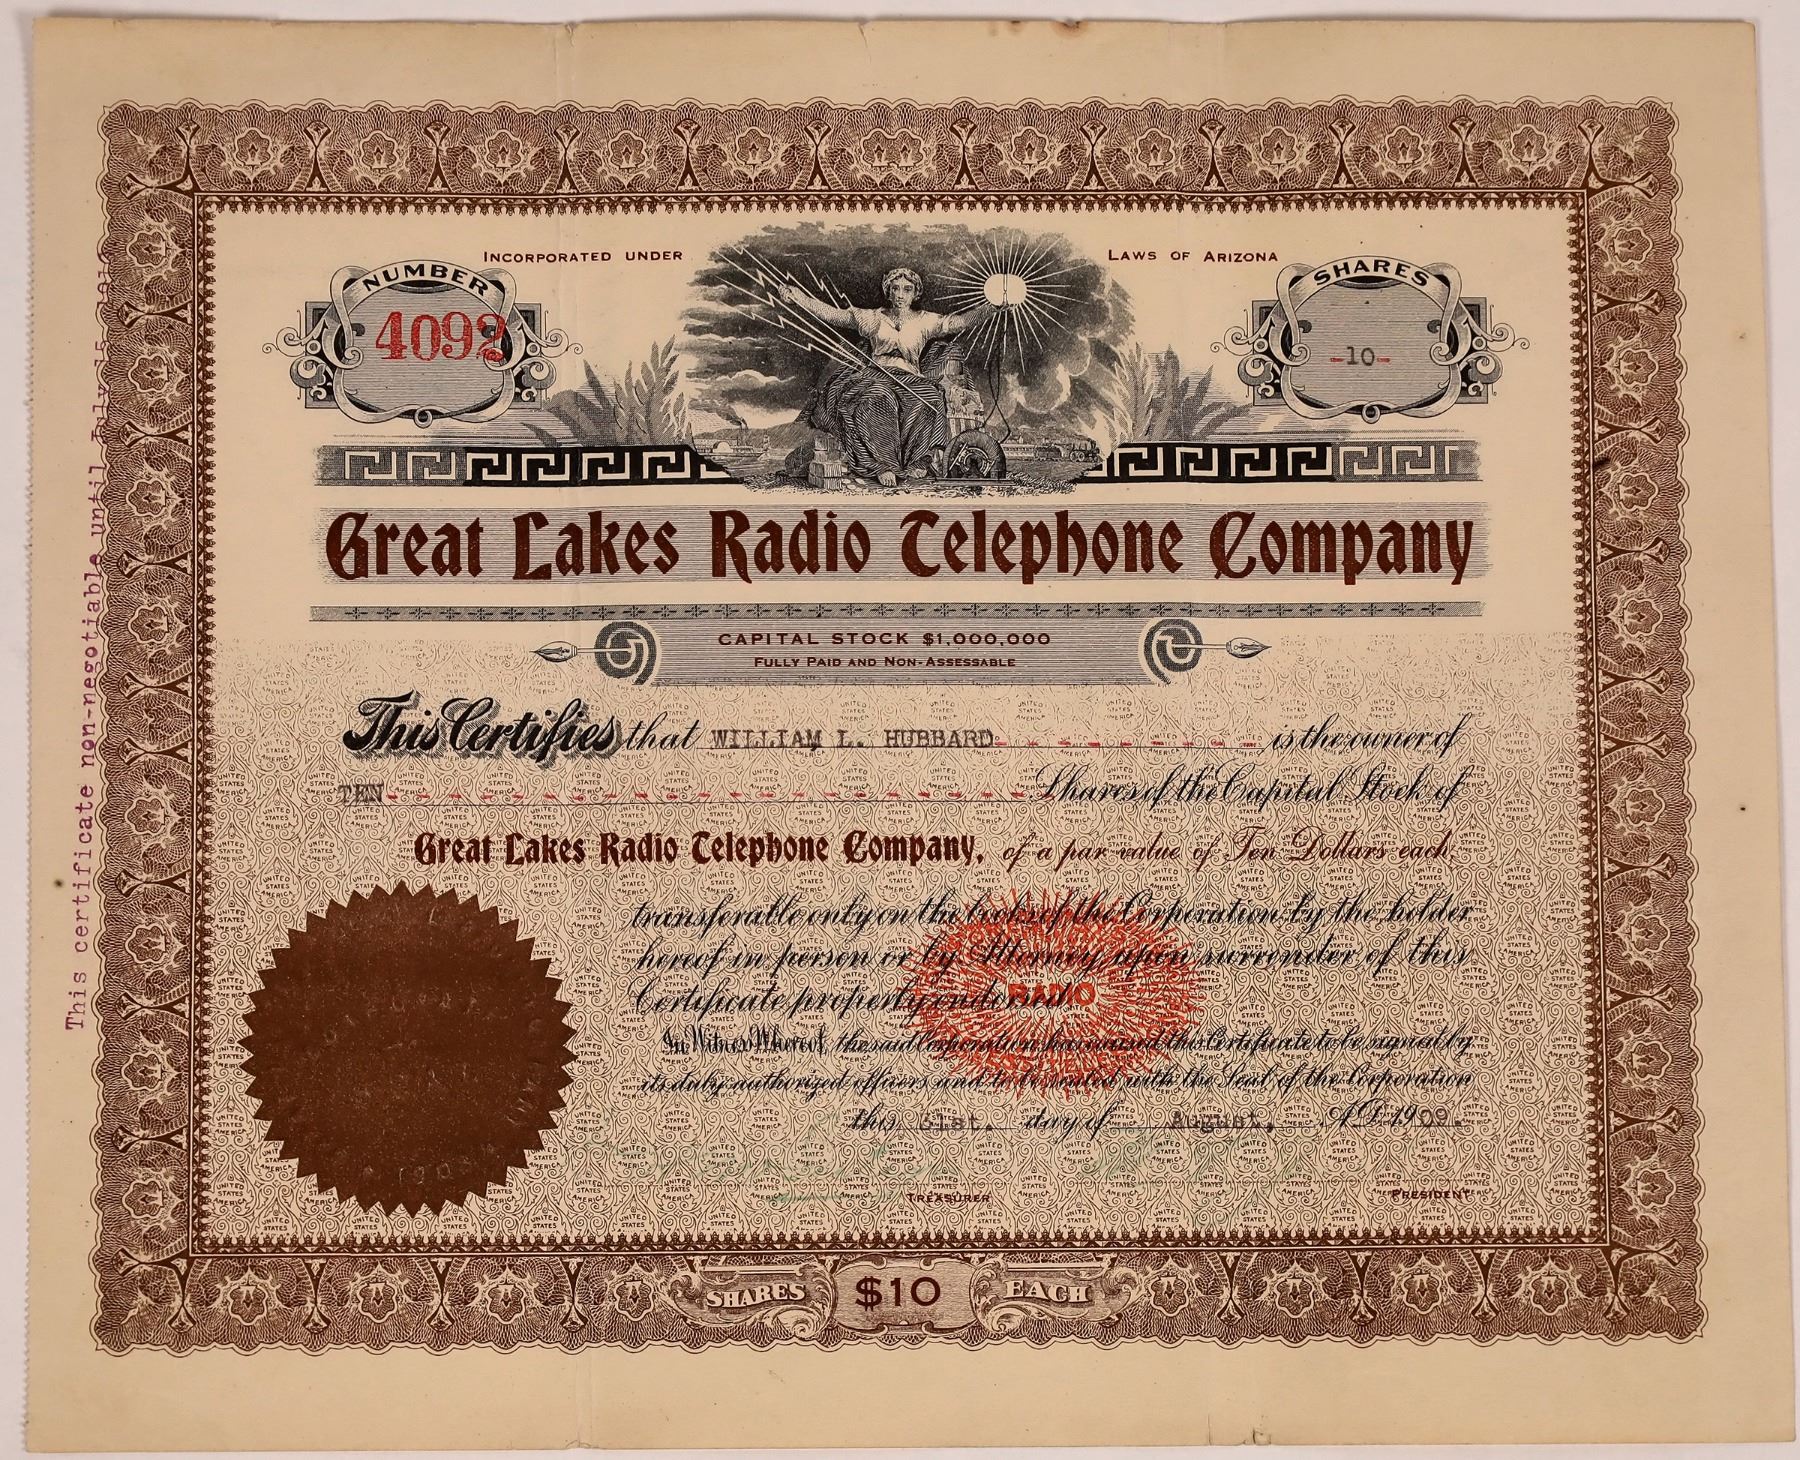 INCORPORATED UNDER LAWS OF ARIZONA
NUMBER
4092
SHARES
-10-
Great Lakes Radio Telephone Company
CAPITAL STOCK $1,000,000
FULLY PAID AND NON-ASSESSABLE
This Certifies that WILLIAM L. HUBBARD is the owner of
TEN Shares of the Capital Stock of
Great Lakes Radio Telephone Company, of a par value of Ten Dollars each,
transferable only on the books of the Corporation by the holder
hereof in person or by Attorney upon surrender of this
Certificate properly endorsed.
RADIO
In Witness Whereof, the said Corporation has caused this Certificate to be signed by
its duly authorized officers and to be sealed with the Seal of the Corporation
this 31st. day of August, A.D. 1909.
TREASURER
PRESIDENT
SHARES $10 EACH
This certificate non-negotiable until July 15